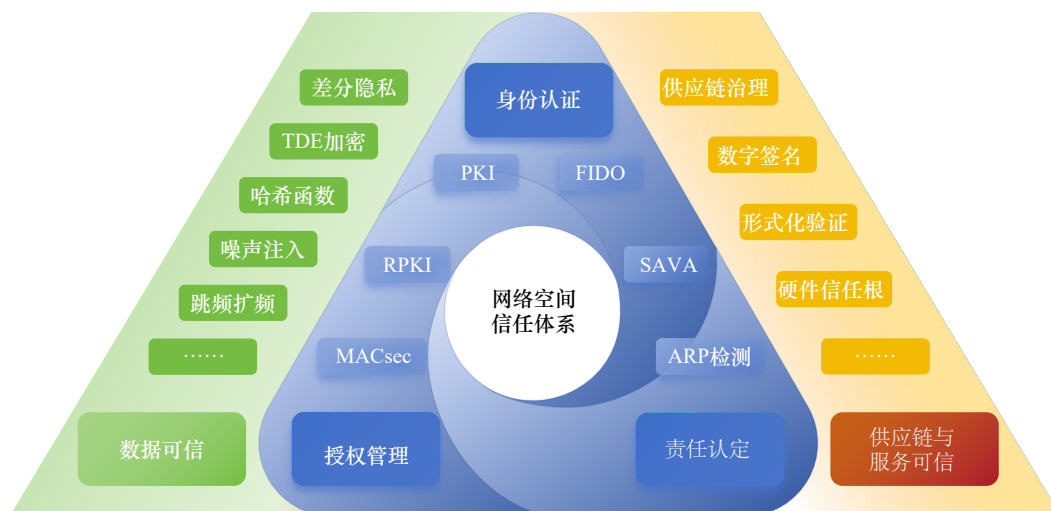 差分隐私
TDE加密
哈希函数
噪声注入
跳频扩频
……
数据可信
身份认证
PKI
FIDO
RPKI
SAVA
网络空间
信任体系
MACsec
ARP检测
授权管理
责任认定
供应链治理
数字签名
形式化验证
硬件信任根
……
供应链与
服务可信